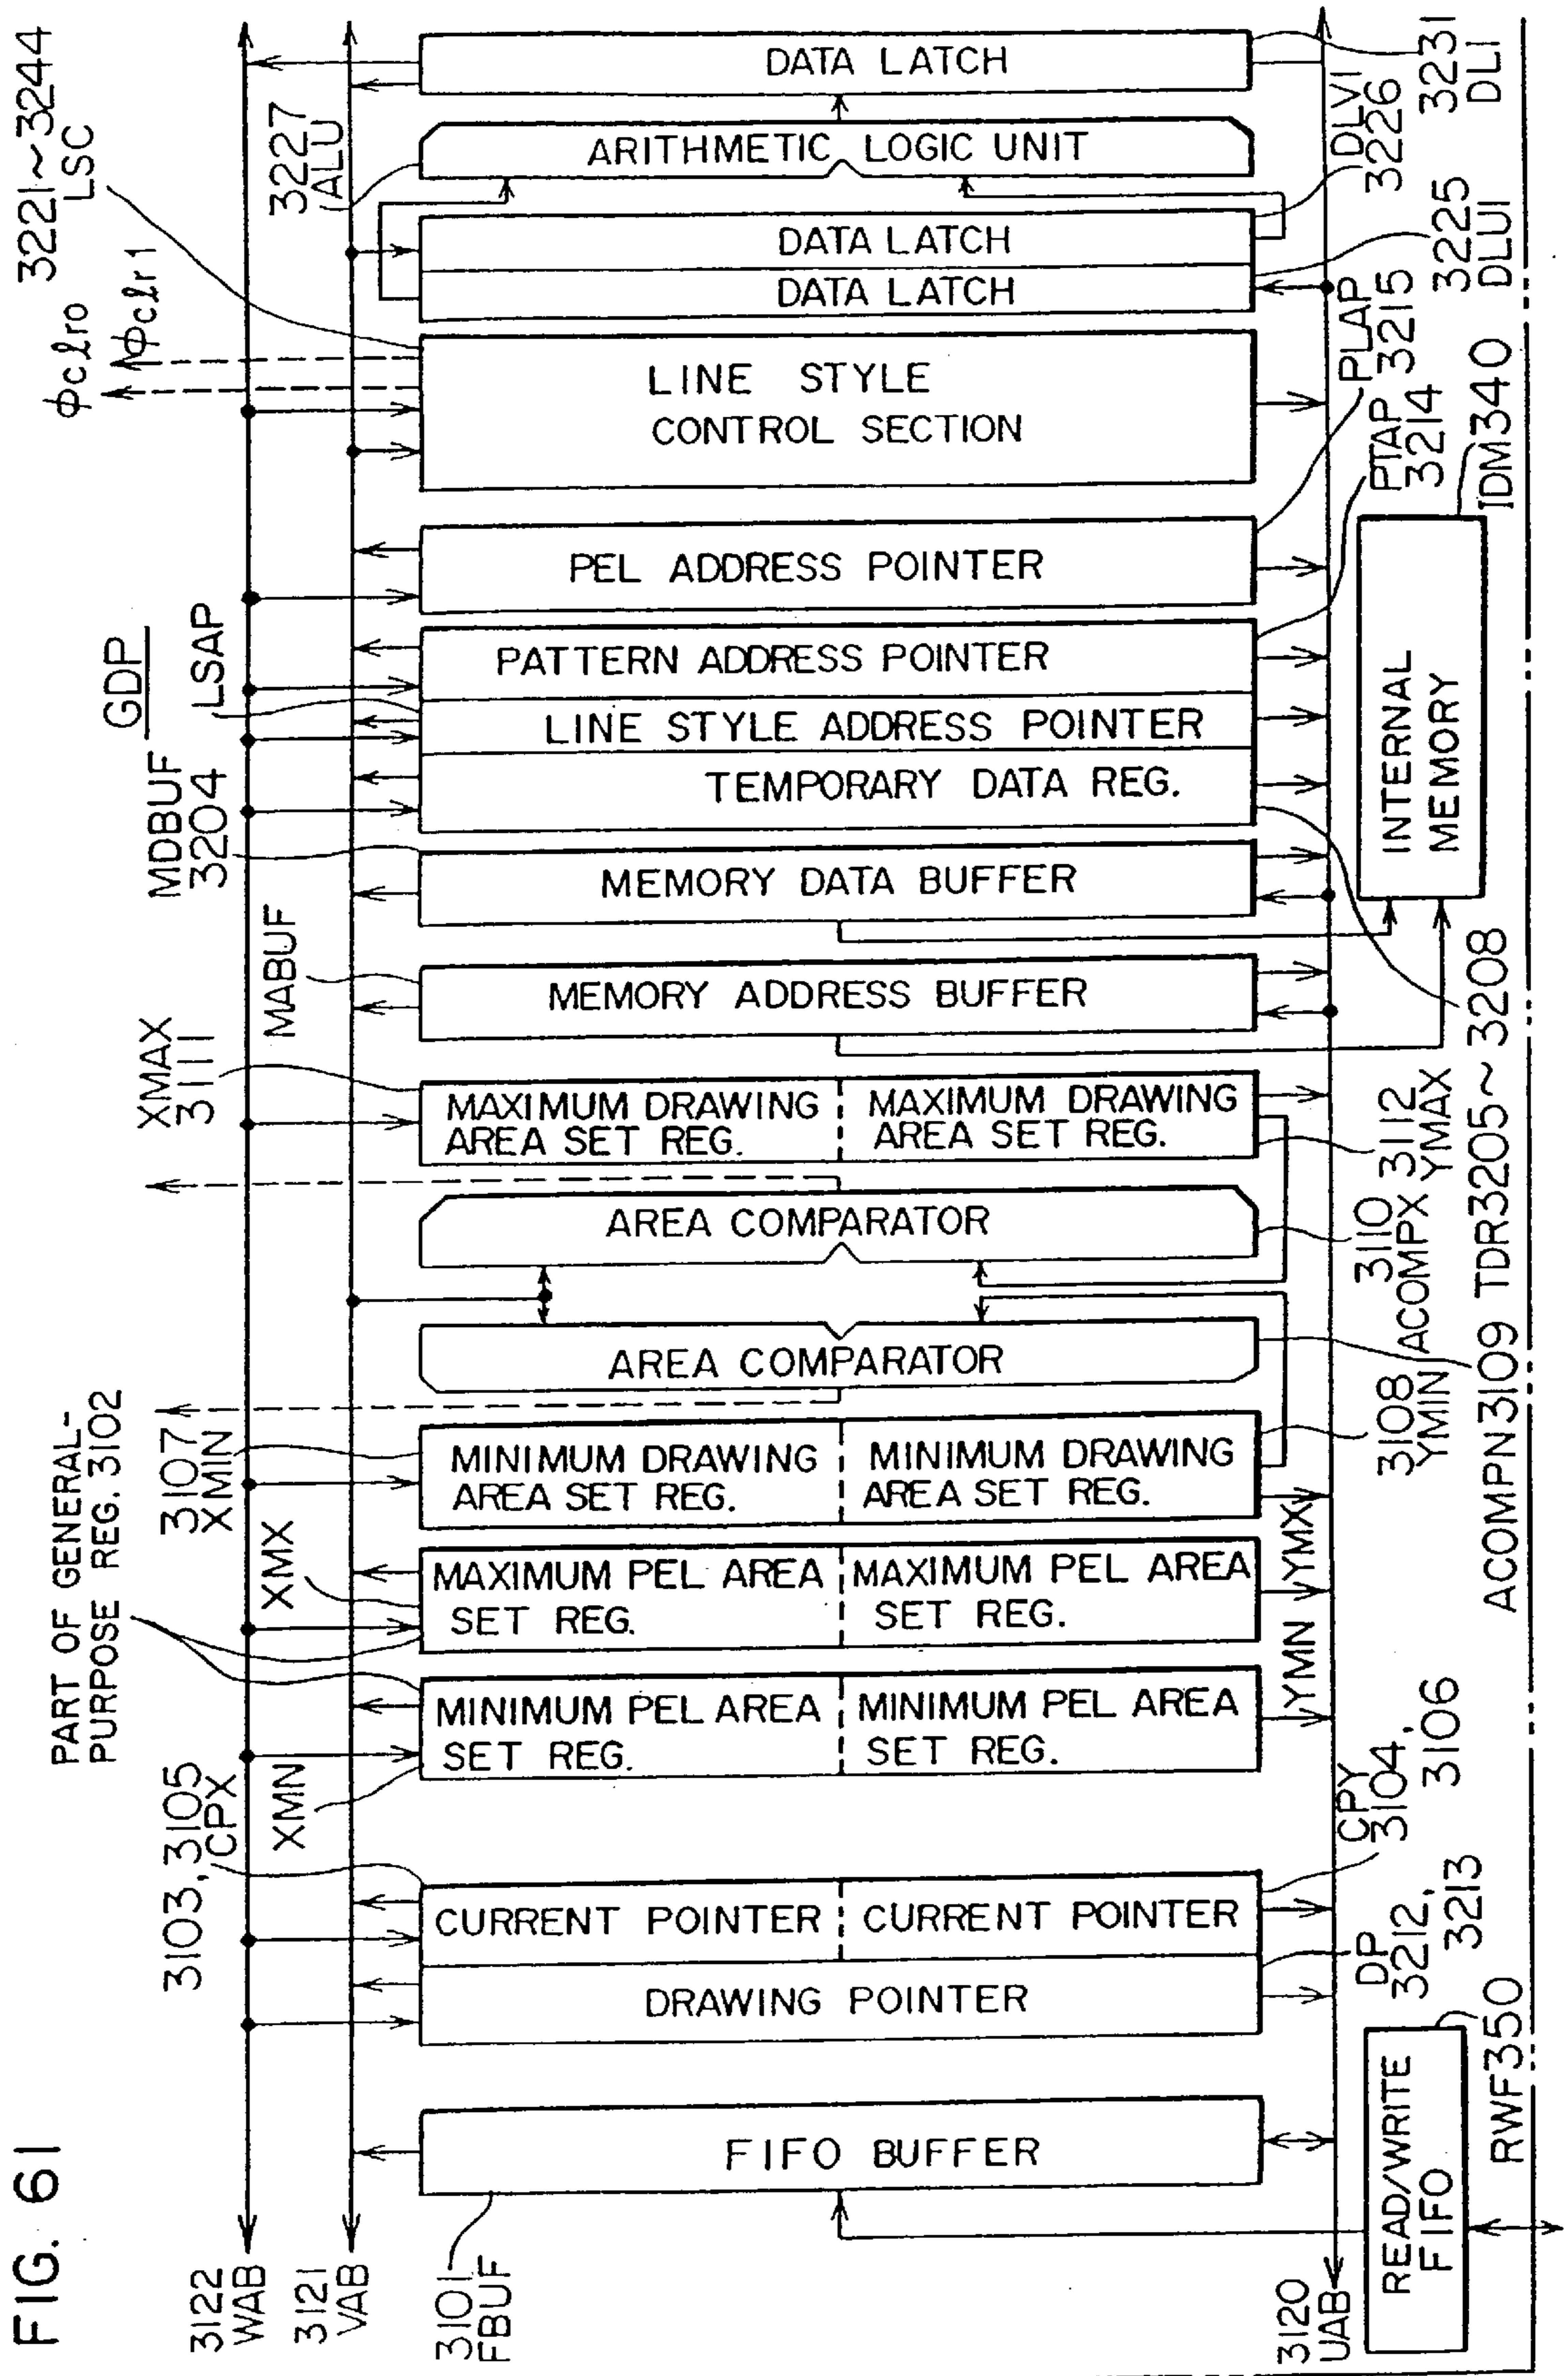 FIG. 61
3122
WAB
3121
VAB
3101
FBUF
3120
UAB
FIFO BUFFER
READ/WRITE
FIFO
RWF350
3103, 3105
CPX
CURRENT POINTER
CURRENT POINTER
DRAWING POINTER
CPY
3104,
3106
DP
3212,
3213
PART OF GENERAL-
PURPOSE REG. 3102
XMN
MINIMUM PEL AREA
SET REG.
MINIMUM PEL AREA
SET REG.
YMN
XMX
MAXIMUM PEL AREA
SET REG.
MAXIMUM PEL AREA
SET REG.
YMX
3107
XMIN
MINIMUM DRAWING
AREA SET REG.
MINIMUM DRAWING
AREA SET REG.
3108
YMIN
AREA COMPARATOR
ACOMPN3109
AREA COMPARATOR
3110
ACOMPX
XMAX
3111
MAXIMUM DRAWING
AREA SET REG.
MAXIMUM DRAWING
AREA SET REG.
3112
YMAX
MABUF
MEMORY ADDRESS BUFFER
MDBUF
3204
MEMORY DATA BUFFER
GDP
LSAP
TEMPORARY DATA REG.
TDR3205~3208
LINE STYLE ADDRESS POINTER
PATTERN ADDRESS POINTER
PTAP
3214
PEL ADDRESS POINTER
PLAP
3215
INTERNAL
MEMORY
IDM340
ϕclr0
ϕclr1
3221~3244
LSC
LINE STYLE
CONTROL SECTION
DATA LATCH
3225
DLUI
DATA LATCH
DLVI
3226
3227
ALU
ARITHMETIC LOGIC UNIT
DATA LATCH
3231
DLI